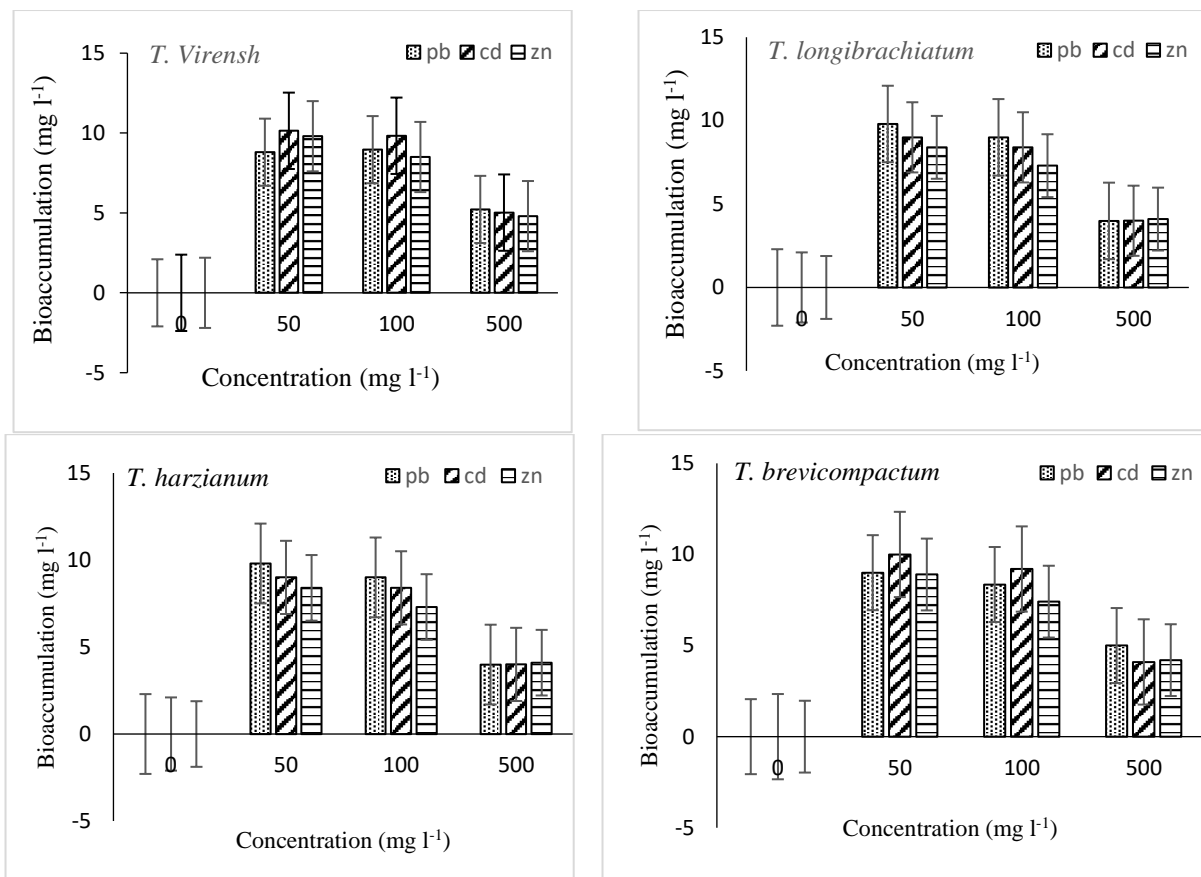 T. Virensh
pb cd zn
Bioaccumulation (mg l-1)
15
10
5
0
-5
0 50 100 500
Concentration (mg l-1)
T. longibrachiatum
pb cd zn
Bioaccumulation (mg l-1)
15
10
5
0
-5
0 50 100 500
Concentration (mg l-1)
T. harzianum
pb cd zn
Bioaccumulation (mg l-1)
15
10
5
0
-5
0 50 100 500
Concentration (mg l-1)
T. brevicompactum
pb cd zn
Bioaccumulation (mg l-1)
15
10
5
0
-5
0 50 100 500
Concentration (mg l-1)